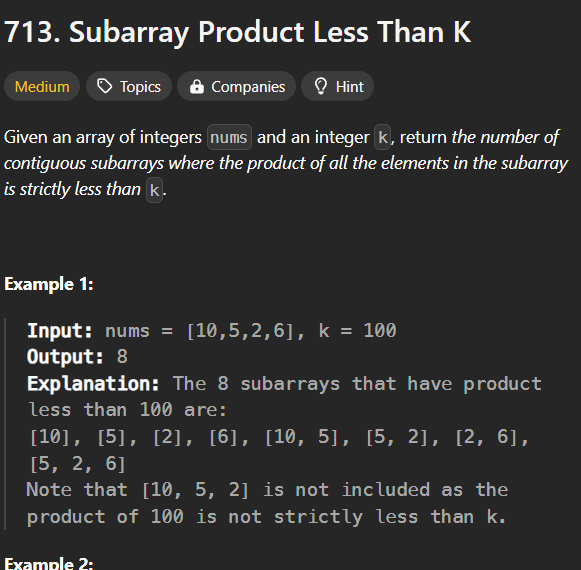 713. Subarray Product Less Than K
Medium Topics Companies Hint
Given an array of integers nums and an integer k, return the number of
contiguous subarrays where the product of all the elements in the subarray
is strictly less than k.
Example 1:
Input: nums = [10,5,2,6], k = 100
Output: 8
Explanation: The 8 subarrays that have product
less than 100 are:
[10], [5], [2], [6], [10, 5], [5, 2], [2, 6],
[5, 2, 6]
Note that [10, 5, 2] is not included as the
product of 100 is not strictly less than k.
Example 2: